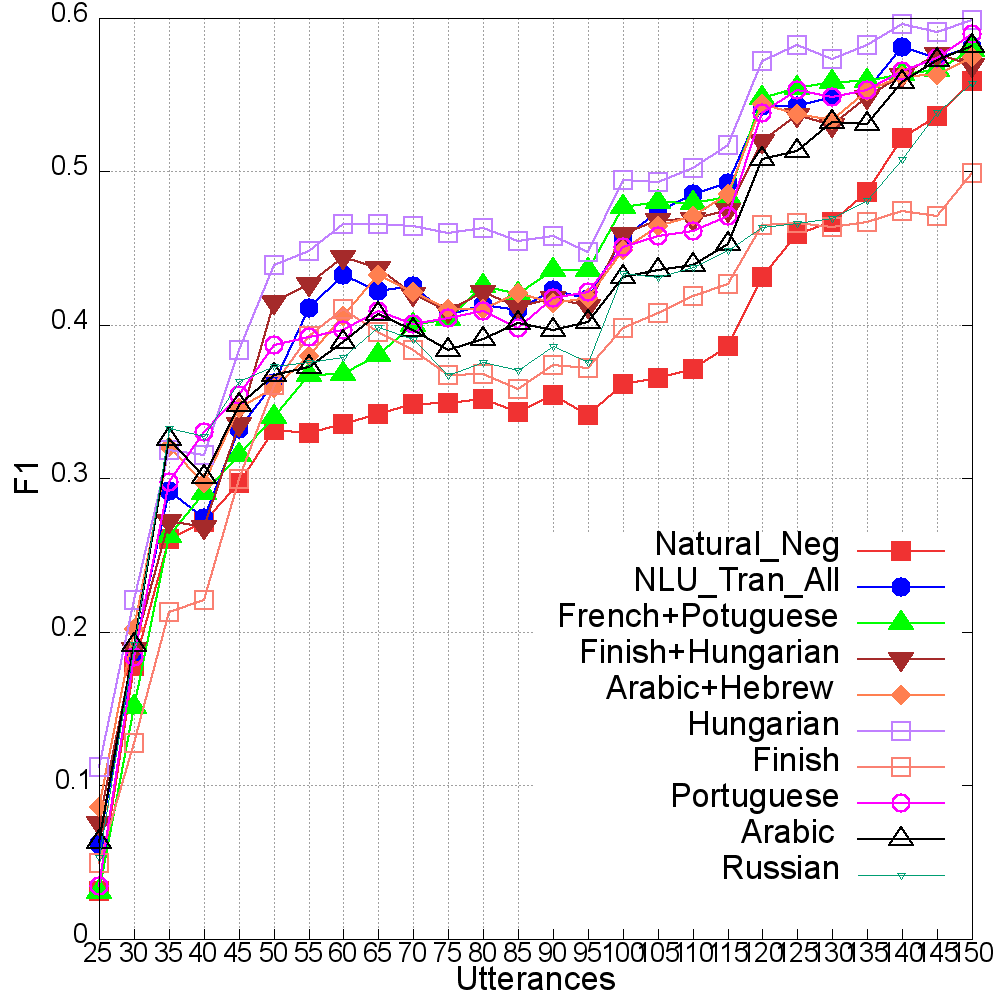 0.6
0.5
0.4
0.3
0.2
0.1
0
F1
Natural_Neg
NLU_Tran_All
French+Potuguese
Finish+Hungarian
Arabic+Hebrew
Hungarian
Finish
Portuguese
Arabic
Russian
25 30 35 40 45 50 55 60 65 70 75 80 85 90 95 100 105 110 115 120 125 130 135 140 145 150
Utterances